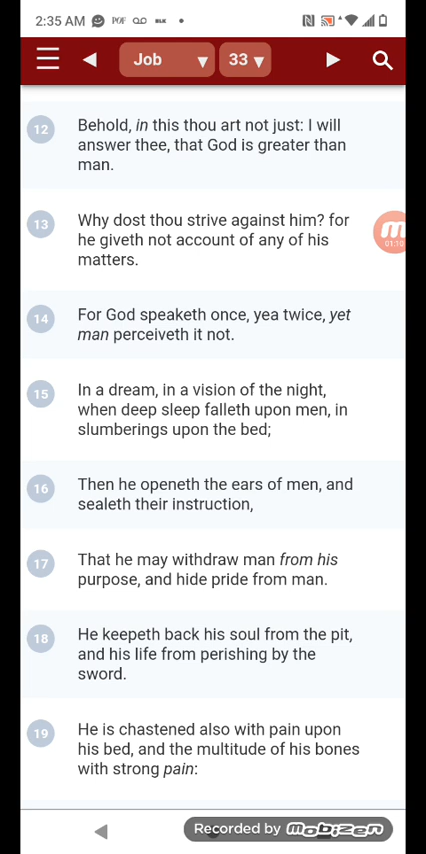 2:35 AM
Job
33
12
Behold, in this thou art not just: I will
answer thee, that God is greater than
man.
13
Why dost thou strive against him? for
he giveth not account of any of his
matters.
01:10
14
For God speaketh once, yea twice, yet
man perceiveth it not.
15
In a dream, in a vision of the night,
when deep sleep falleth upon men, in
slumberings upon the bed;
16
Then he openeth the ears of men, and
sealeth their instruction,
17
That he may withdraw man from his
purpose, and hide pride from man.
18
He keepeth back his soul from the pit,
and his life from perishing by the
sword.
19
He is chastened also with pain upon
his bed, and the multitude of his bones
with strong pain:
Recorded by mobizen